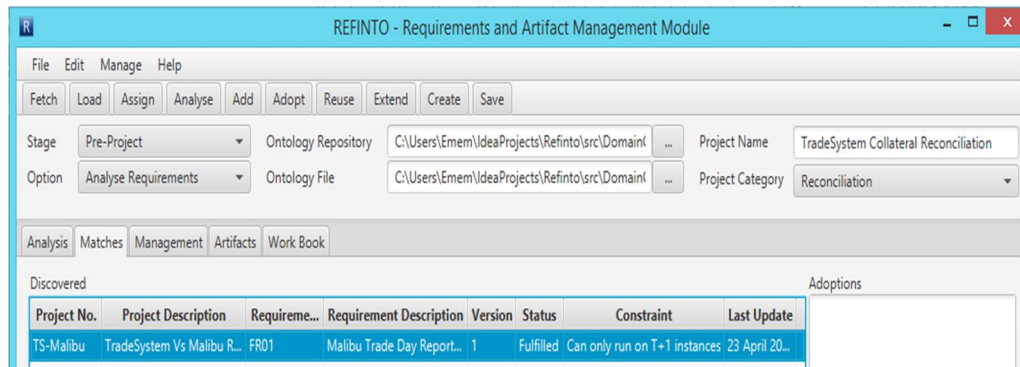 R REFINTO - Requirements and Artifact Management Module - X
File Edit Manage Help
Fetch Load Assign Analyse Add Adopt Reuse Extend Create Save
Stage Pre-Project Ontology Repository C:\Users\Emem\IdeaProjects\Refinto\src\Domain( ... Project Name TradeSystem Collateral Reconciliation
Option Analyse Requirements Ontology File C:\Users\Emem\IdeaProjects\Refinto\src\Domain( ... Project Category Reconciliation
Analysis Matches Management Artifacts Work Book
Discovered Adoptions
Project No. Project Description Requireme... Requirement Description Version Status Constraint Last Update
TS-Malibu TradeSystem Vs Malibu R... FR01 Malibu Trade Day Report... 1 Fulfilled Can only run on T+1 instances 23 April 20...